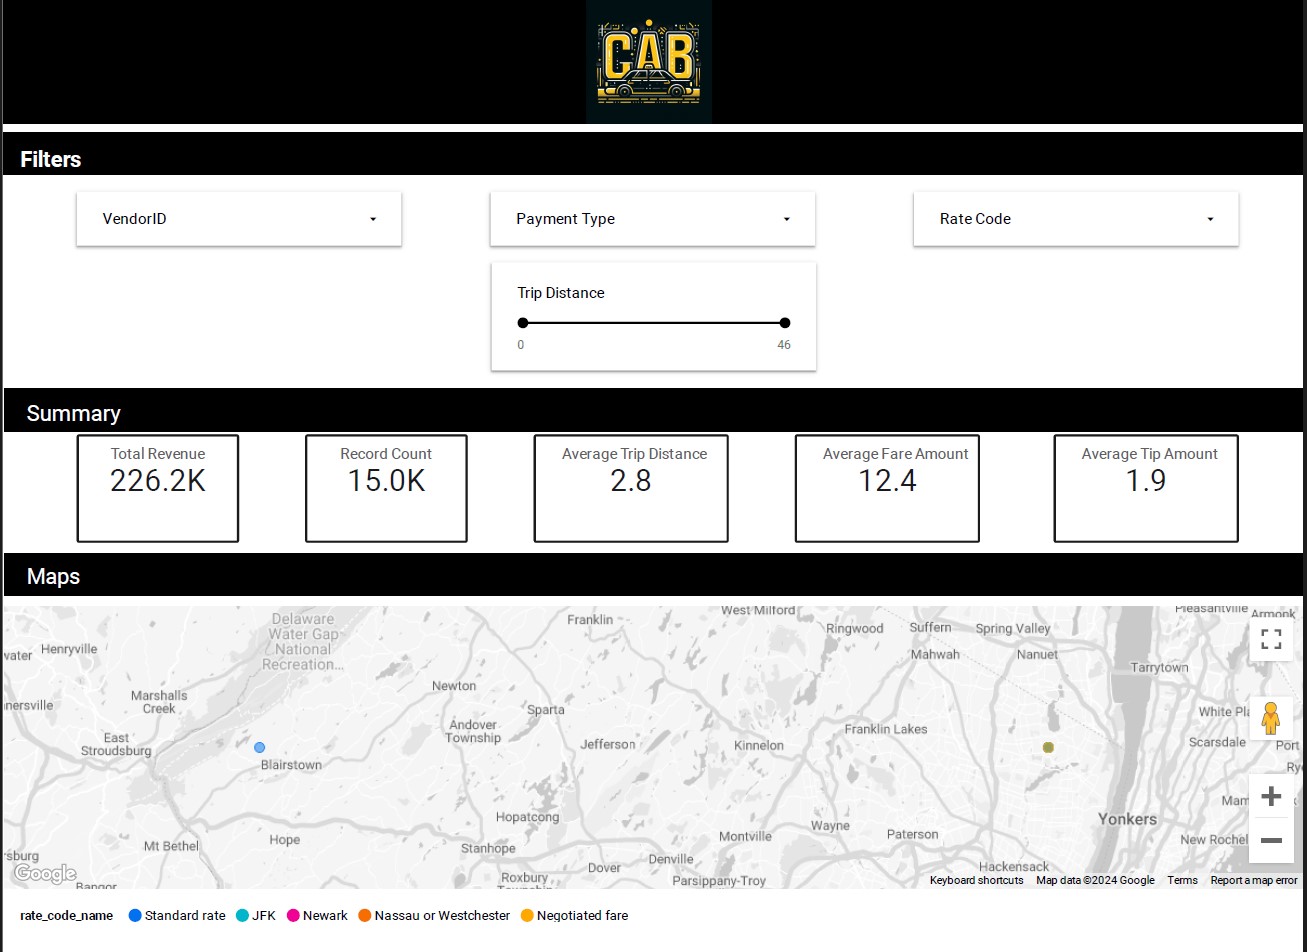 CAB
Filters
VendorID
Payment Type
Rate Code
Trip Distance
0
46
Summary
Total Revenue
226.2K
Record Count
15.0K
Average Trip Distance
2.8
Average Fare Amount
12.4
Average Tip Amount
1.9
Maps
Delaware
Water Gap
National
Recreation...
Franklin
West Milford
Ringwood
Suffern
Spring Valley
Pleasantville
Armonk
Henryville
Mahwah
Nanuet
Tarrytown
Marshalls
Creek
Newton
Sparta
Andover
Township
East
Stroudsburg
Jefferson
Kinnelon
Franklin Lakes
White Pla
Scarsdale
Port
Blairstown
Hopatcong
Wayne
Paterson
Yonkers
Mam
New Rochel
Mt Bethel
Hope
Stanhope
Montville
Hackensack
Denville
Dover
Parsippany-Troy
Roxbury
Township
Bangor
Google
Keyboard shortcuts
Map data ©2024 Google
Terms
Report a map error
rate_code_name
Standard rate
JFK
Newark
Nassau or Westchester
Negotiated fare